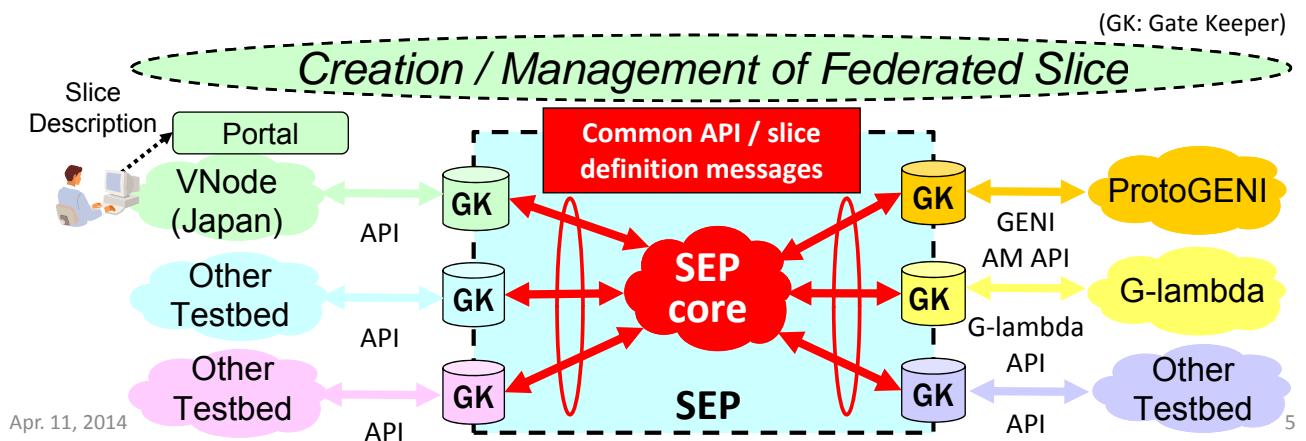 (GK: Gate Keeper)
Creation / Management of Federated Slice
Slice
Description
Portal
Common API / slice
definition messages
VNode
(Japan)
API
GK
GK
GENI
AM API
ProtoGENI
Other
Testbed
API
GK
SEP
core
GK
G-lambda
API
G-lambda
Other
Testbed
API
GK
SEP
GK
API
Other
Testbed
Apr. 11, 2014
5